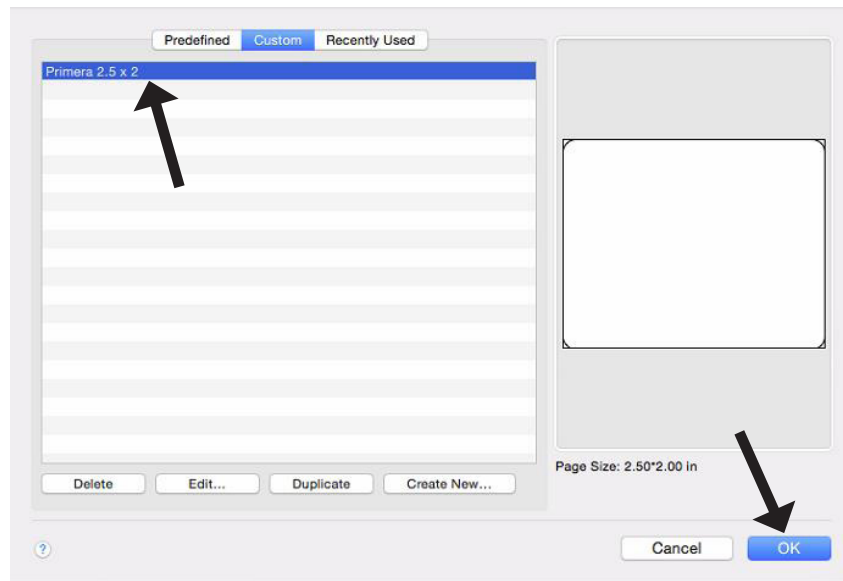 Predefined Custom Recently Used
Primera 2.5 x 2
Page Size: 2.50*2.00 in
Delete Edit... Duplicate Create New...
? Cancel OK